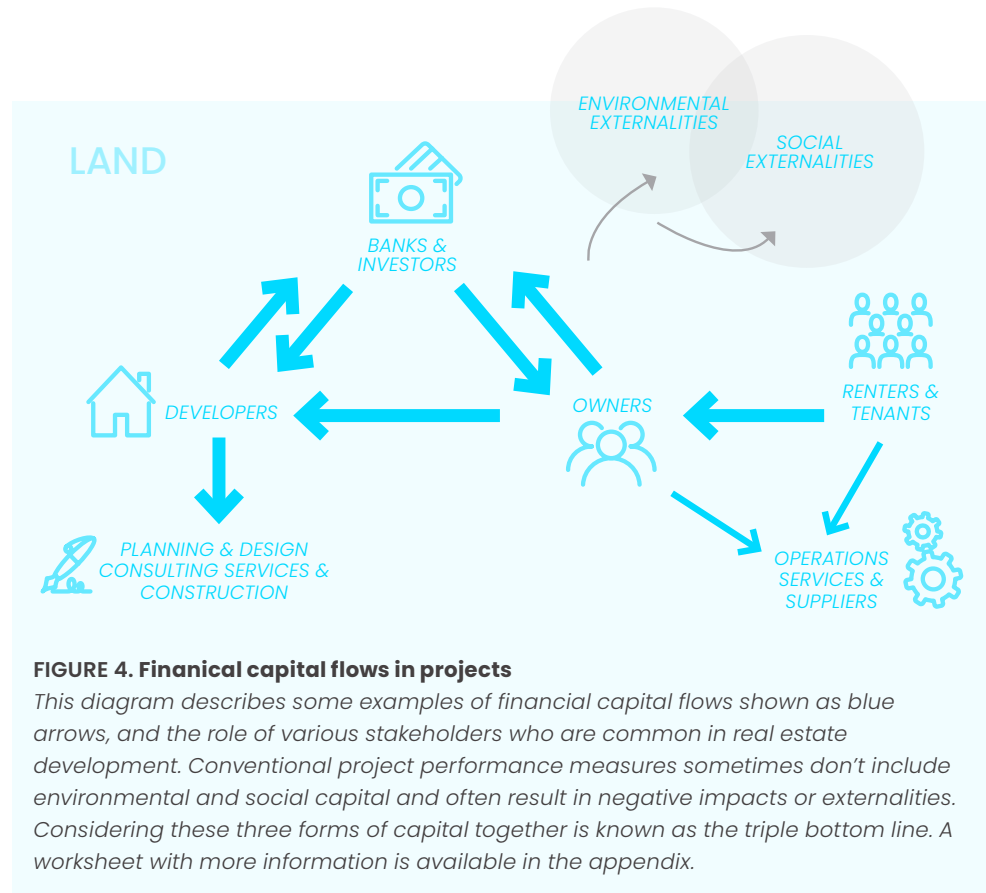 ENVIRONMENTAL
EXTERNALITIES
SOCIAL
EXTERNALITIES
LAND
BANKS &
INVESTORS
RENTERS &
TENANTS
OWNERS
DEVELOPERS
PLANNING & DESIGN
CONSULTING SERVICES &
CONSTRUCTION
OPERATIONS
SERVICES &
SUPPLIERS
FIGURE 4. Finanical capital flows in projects
This diagram describes some examples of financial capital flows shown as blue
arrows, and the role of various stakeholders who are common in real estate
development. Conventional project performance measures sometimes don’t include
environmental and social capital and often result in negative impacts or externalities.
Considering these three forms of capital together is known as the triple bottom line. A
worksheet with more information is available in the appendix.